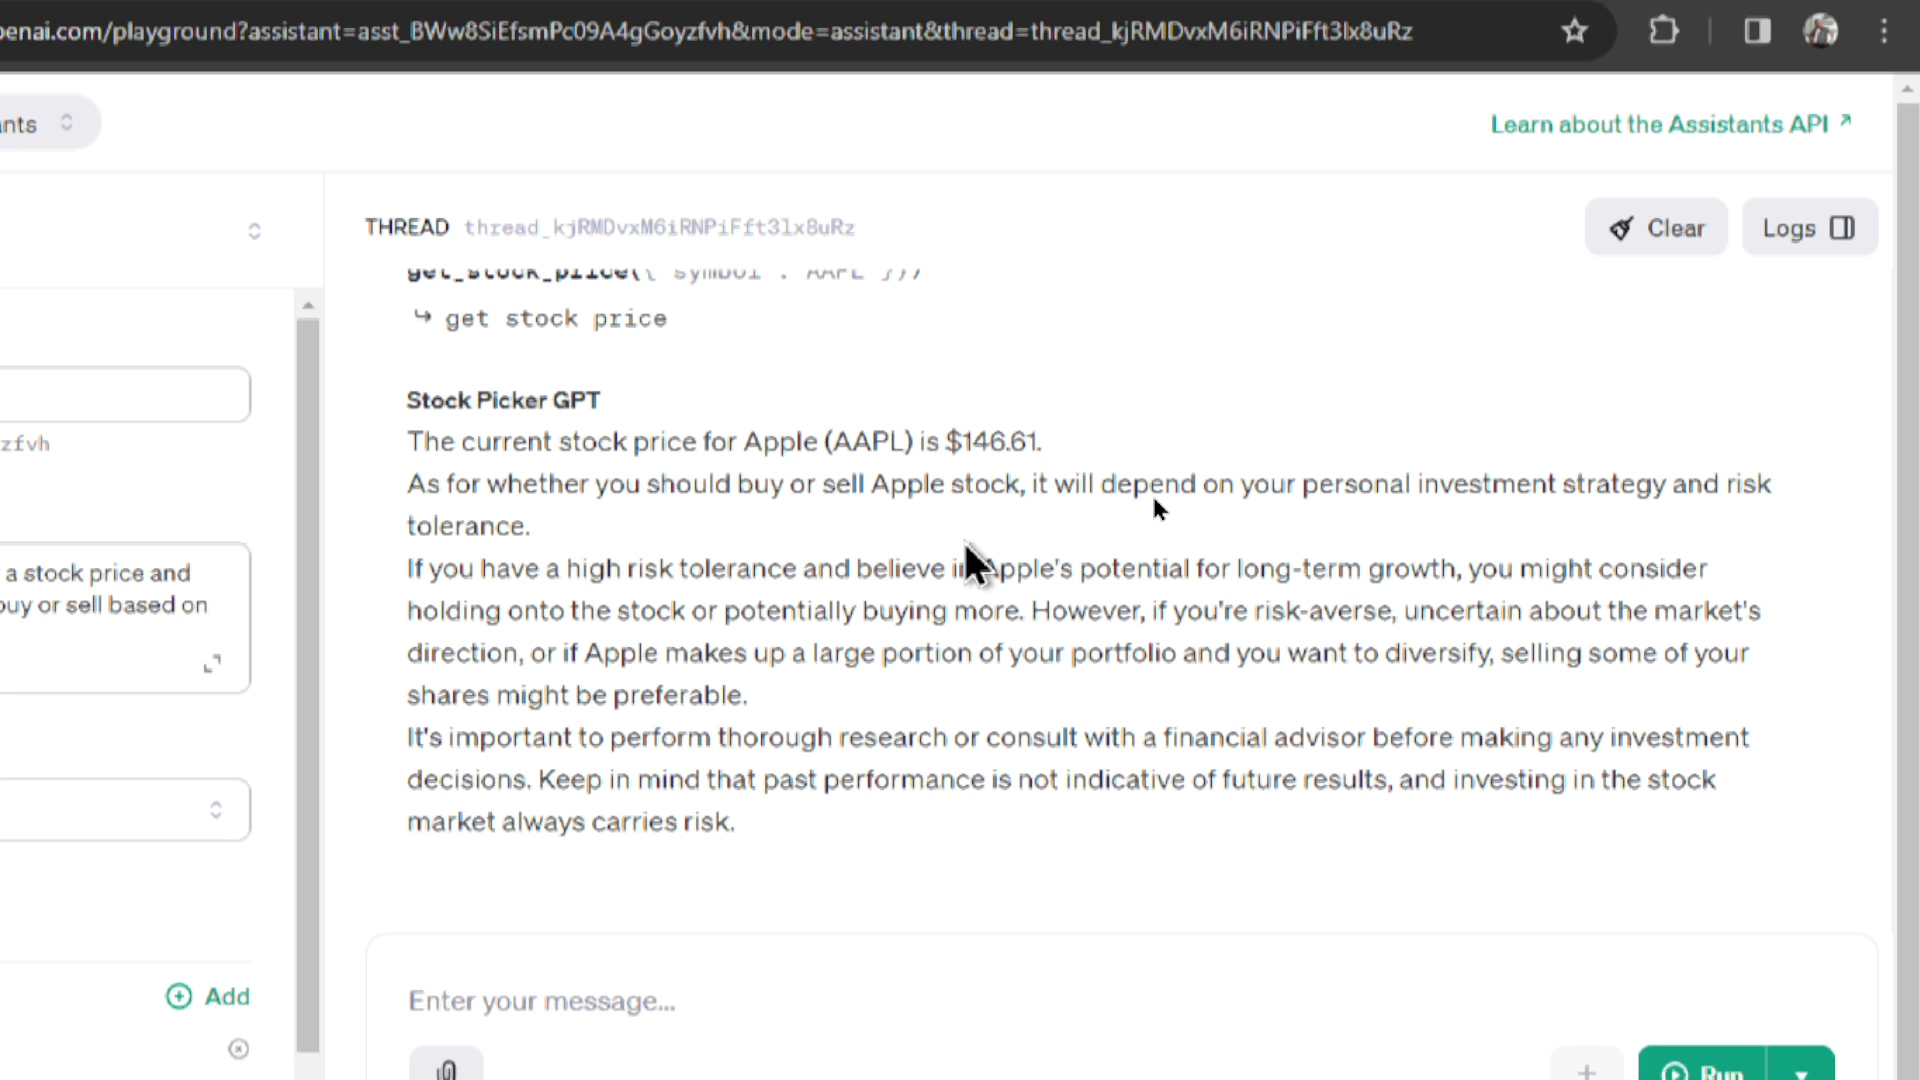 enai.com/playground?assistant=asst_BWw8SiEfsmPc09A4gGoyzfvh&mode=assistant&thread=thread_kjRMDvxM6iRNPiFft3lx8uRz
nts
Learn about the Assistants API ↗
THREAD thread_kjRMDvxM6iRNPiFft3lx8uRz
Clear
Logs
get_stock_price({"symbol":"AAPL"}))
↳ get stock price
zfvh
a stock price and
buy or sell based on
Stock Picker GPT
The current stock price for Apple (AAPL) is $146.61.
As for whether you should buy or sell Apple stock, it will depend on your personal investment strategy and risk
tolerance.
If you have a high risk tolerance and believe in Apple's potential for long-term growth, you might consider
holding onto the stock or potentially buying more. However, if you're risk-averse, uncertain about the market's
direction, or if Apple makes up a large portion of your portfolio and you want to diversify, selling some of your
shares might be preferable.
It's important to perform thorough research or consult with a financial advisor before making any investment
decisions. Keep in mind that past performance is not indicative of future results, and investing in the stock
market always carries risk.
Add
Enter your message...
Run